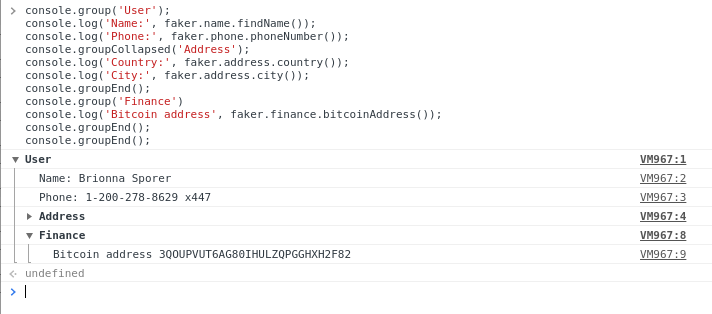 console.group('User');
console.log('Name:', faker.name.findName());
console.log('Phone:', faker.phone.phoneNumber());
console.groupCollapsed('Address');
console.log('Country:', faker.address.country());
console.log('City:', faker.address.city());
console.groupEnd();
console.group('Finance')
console.log('Bitcoin address', faker.finance.bitcoinAddress());
console.groupEnd();
console.groupEnd();
User VM967:1
Name: Brionna Sporer VM967:2
Phone: 1-200-278-8629 x447 VM967:3
Address VM967:4
Finance VM967:8
Bitcoin address 3QOUPVUT6AG80IHULZQPGGHXH2F82 VM967:9
undefined